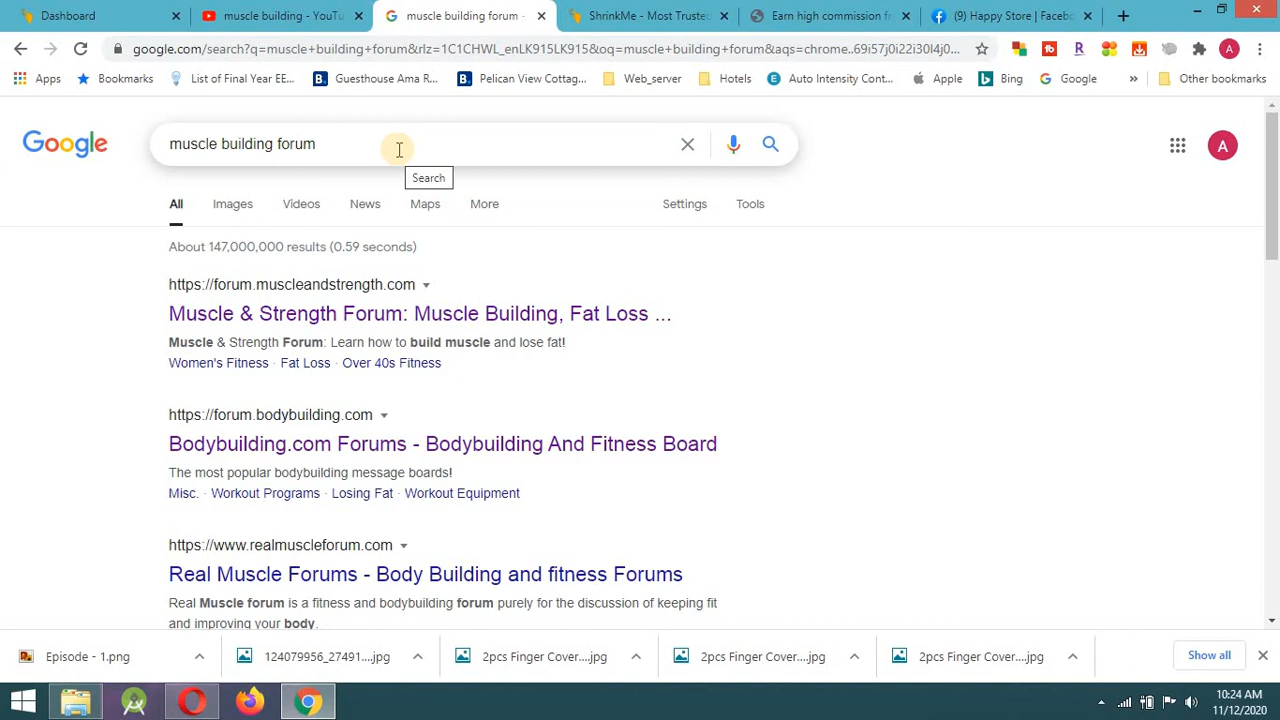 Dashboard
muscle building - YouTu
muscle building forum -
ShrinkMe - Most Truste
Earn high commission fr
(9) Happy Store | Faceb
google.com/search?q=muscle+building+forum&rlz=1C1CHWL_enLK915LK915&oq=muscle+building+forum&aqs=chrome..69i57j0i22i30l4j0...
A
Apps
Bookmarks
List of Final Year EE...
Guesthouse Ama R...
Pelican View Cottag...
Web_server
Hotels
Auto Intensity Cont...
Apple
Bing
Google
»
Other bookmarks
Google
muscle building forum
A
Search
All
Images
Videos
News
Maps
More
Settings
Tools
About 147,000,000 results (0.59 seconds)
https://forum.muscleandstrength.com
Muscle & Strength Forum: Muscle Building, Fat Loss ...
Muscle & Strength Forum: Learn how to build muscle and lose fat!
Women's Fitness · Fat Loss · Over 40s Fitness
https://forum.bodybuilding.com
Bodybuilding.com Forums - Bodybuilding And Fitness Board
The most popular bodybuilding message boards!
Misc. · Workout Programs · Losing Fat · Workout Equipment
https://www.realmuscleforum.com
Real Muscle Forums - Body Building and fitness Forums
Real Muscle forum is a fitness and bodybuilding forum purely for the discussion of keeping fit
and improving your body.
Episode - 1.png
124079956_27491....jpg
2pcs Finger Cover....jpg
2pcs Finger Cover....jpg
2pcs Finger Cover....jpg
Show all
10:24 AM
11/12/2020